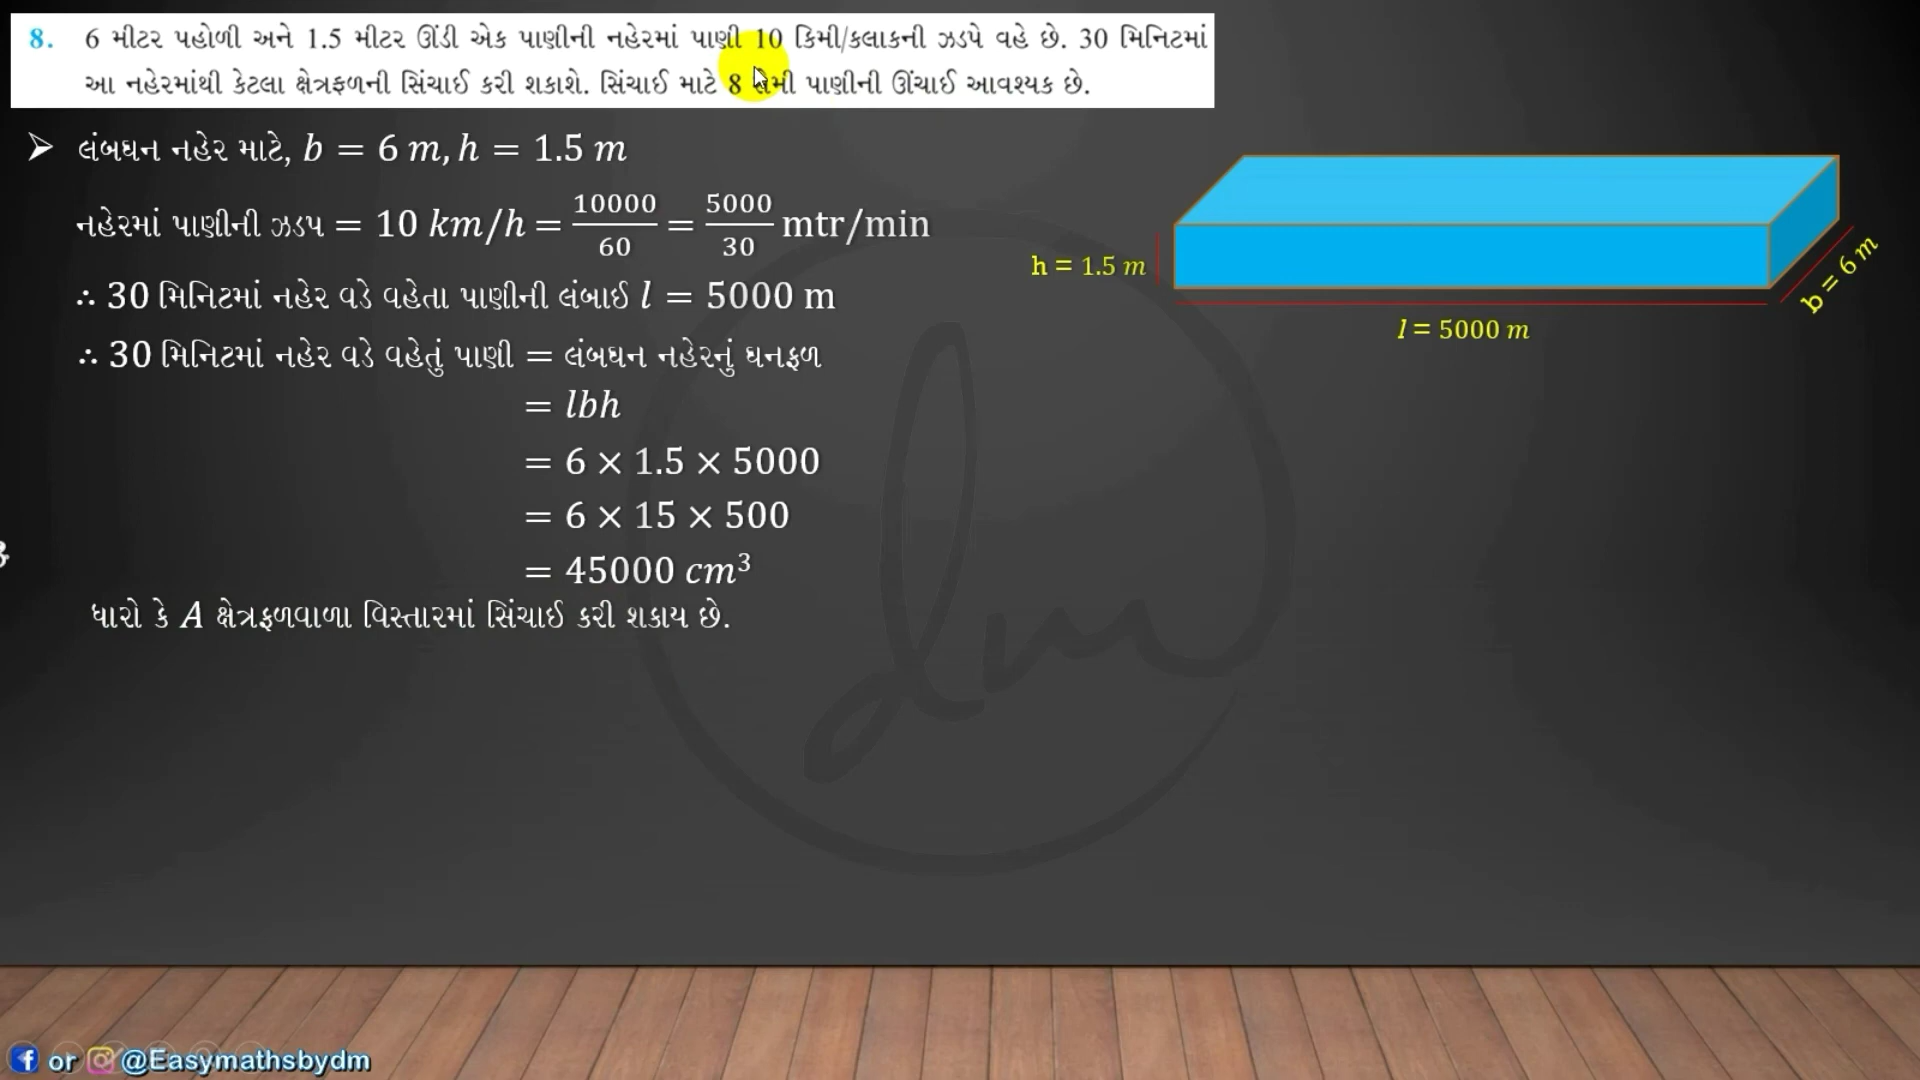 8. 6 મીટર પહોળી અને 1.5 મીટર ઊંડી એક પાણીની નહેરમાં પાણી 10 કિમી/કલાકની ઝડપે વહે છે. 30 મિનિટમાં
આ નહેરમાંથી કેટલા ક્ષેત્રફળની સિંચાઈ કરી શકાશે. સિંચાઈ માટે 8 સેમી પાણીની ઊંચાઈ આવશ્યક છે.
➢ લંબઘન નહેર માટે, b = 6 m, h = 1.5 m
નહેરમાં પાણીની ઝડપ = 10 km/h = 10000/60 = 5000/30 mtr/min
∴ 30 મિનિટમાં નહેર વડે વહેતા પાણીની લંબાઈ l = 5000 m
∴ 30 મિનિટમાં નહેર વડે વહેતું પાણી = લંબઘન નહેરનું ઘનફળ
= lbh
= 6 × 1.5 × 5000
= 6 × 15 × 500
= 45000 cm³
ધારો કે A ક્ષેત્રફળવાળા વિસ્તારમાં સિંચાઈ કરી શકાય છે.
h = 1.5 m
l = 5000 m
b = 6 m
dm
or @Easymathsbydm